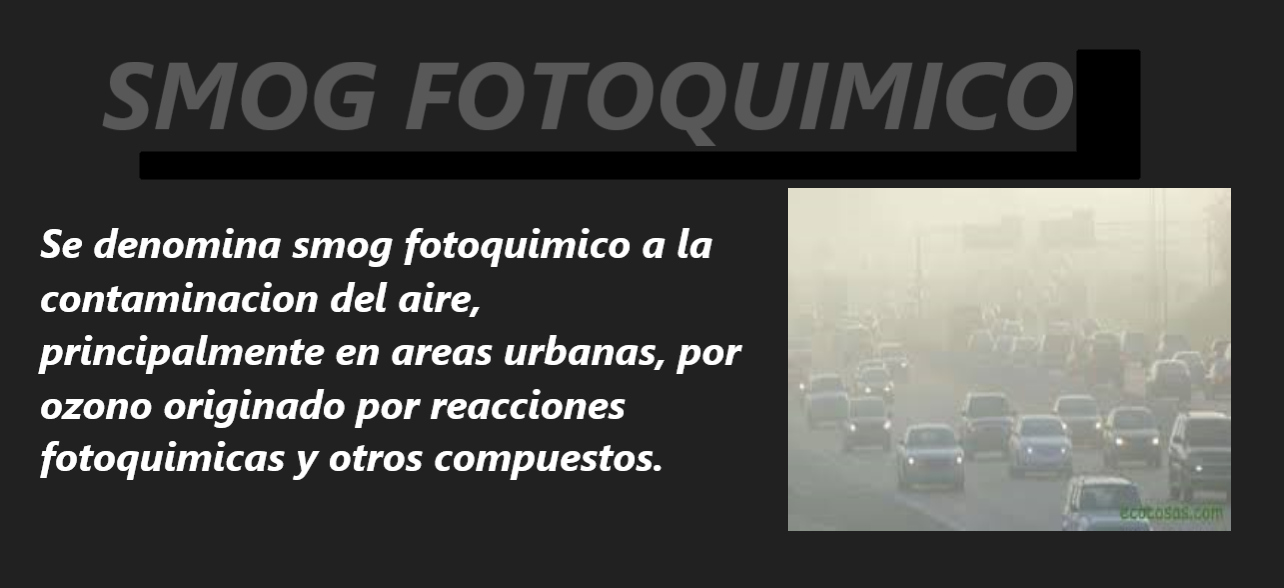 SMOG FOTOQUIMICO
Se denomina smog fotoquimico a la
contaminacion del aire,
principalmente en areas urbanas, por
ozono originado por reacciones
fotoquimicas y otros compuestos.
ecocosas.com